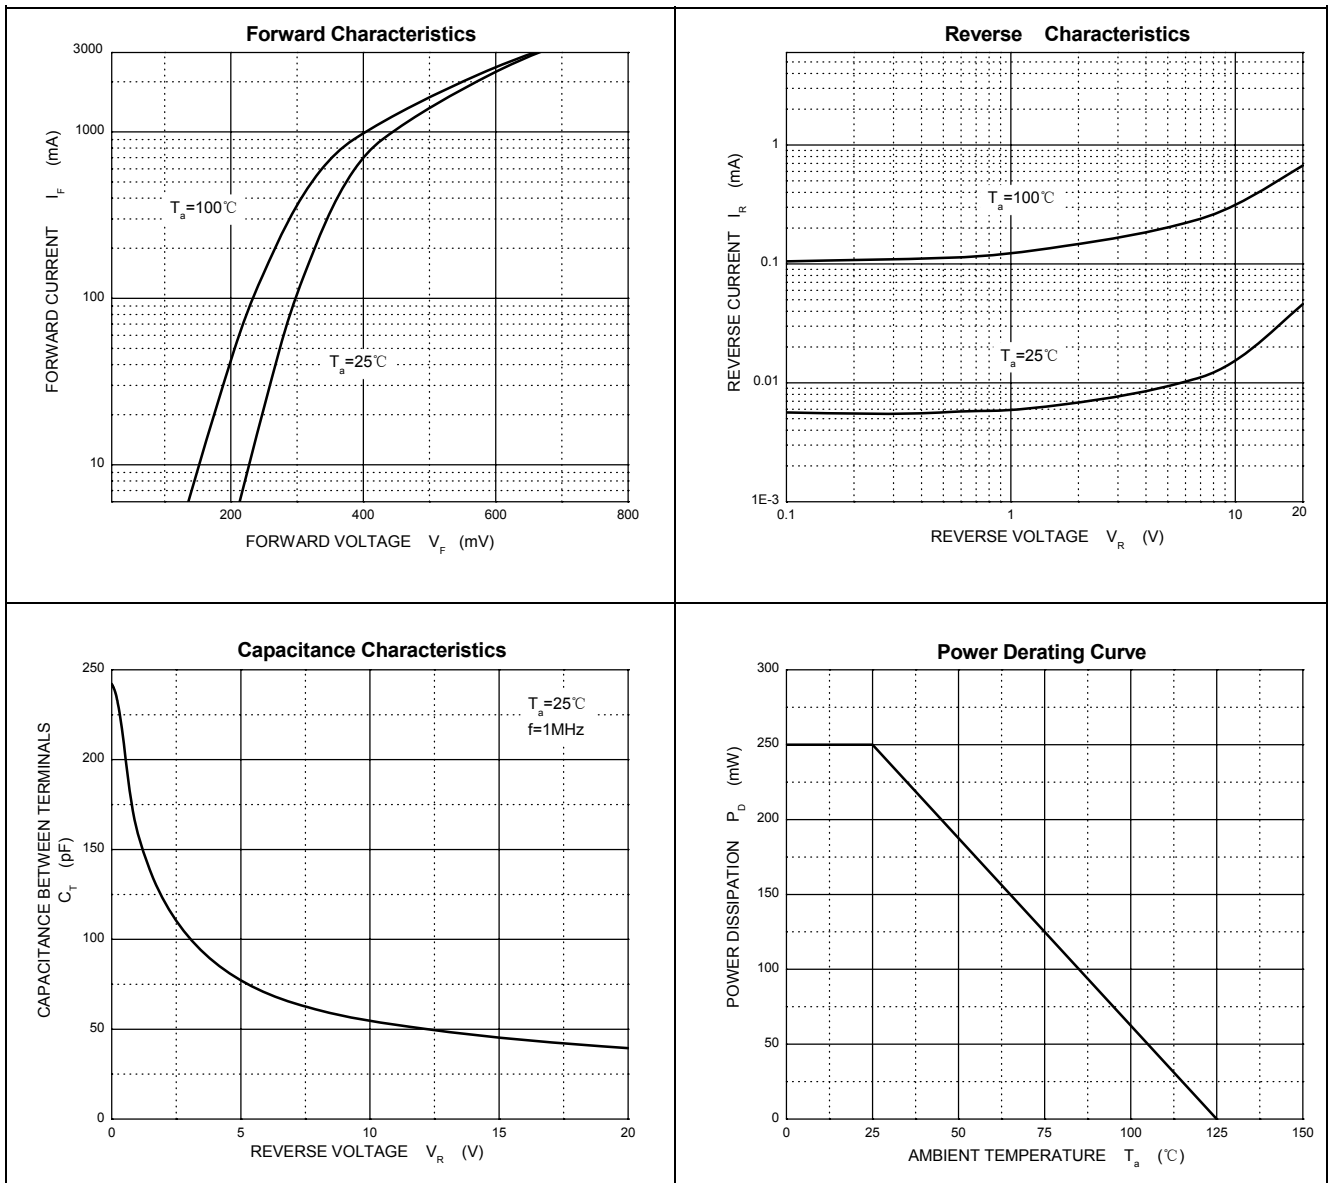 Forward Characteristics
3000
1000
100
10
FORWARD CURRENT I_F (mA)
T_a=100℃
T_a=25℃
200 400 600 800
FORWARD VOLTAGE V_F (mV)
Reverse Characteristics
1
0.1
0.01
1E-3
REVERSE CURRENT I_R (mA)
T_a=100℃
T_a=25℃
0.1 1 10 20
REVERSE VOLTAGE V_R (V)
Capacitance Characteristics
250
200
150
100
50
0
CAPACITANCE BETWEEN TERMINALS
C_T (pF)
T_a=25℃
f=1MHz
0 5 10 15 20
REVERSE VOLTAGE V_R (V)
Power Derating Curve
300
250
200
150
100
50
0
POWER DISSIPATION P_D (mW)
0 25 50 75 100 125 150
AMBIENT TEMPERATURE T_a (℃)